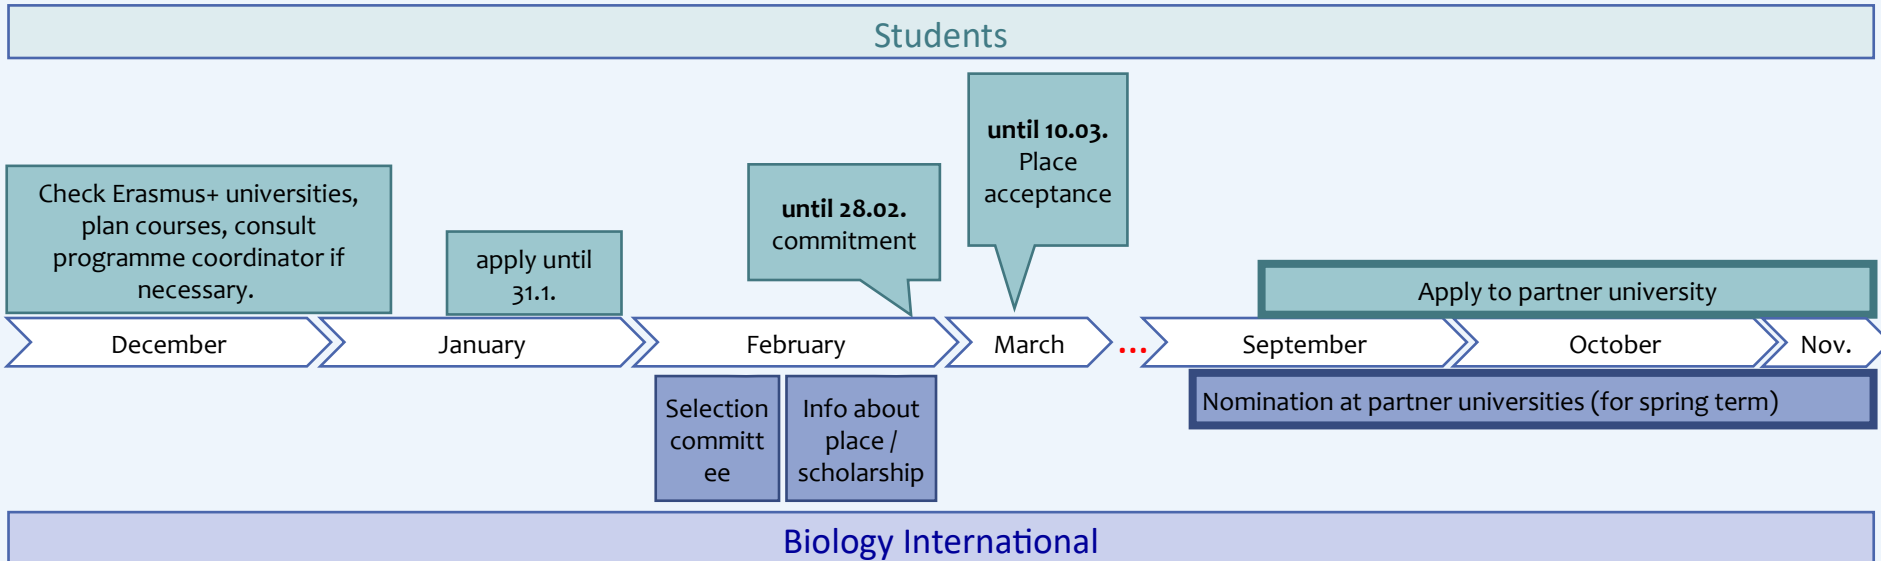 Students
Check Erasmus+ universities,
plan courses, consult
programme coordinator if
necessary.
apply until
31.1.
until 28.02.
commitment
until 10.03.
Place
acceptance
Apply to partner university
December
January
February
March
...
September
October
Nov.
Selection
committ
ee
Info about
place /
scholarship
Nomination at partner universities (for spring term)
Biology International